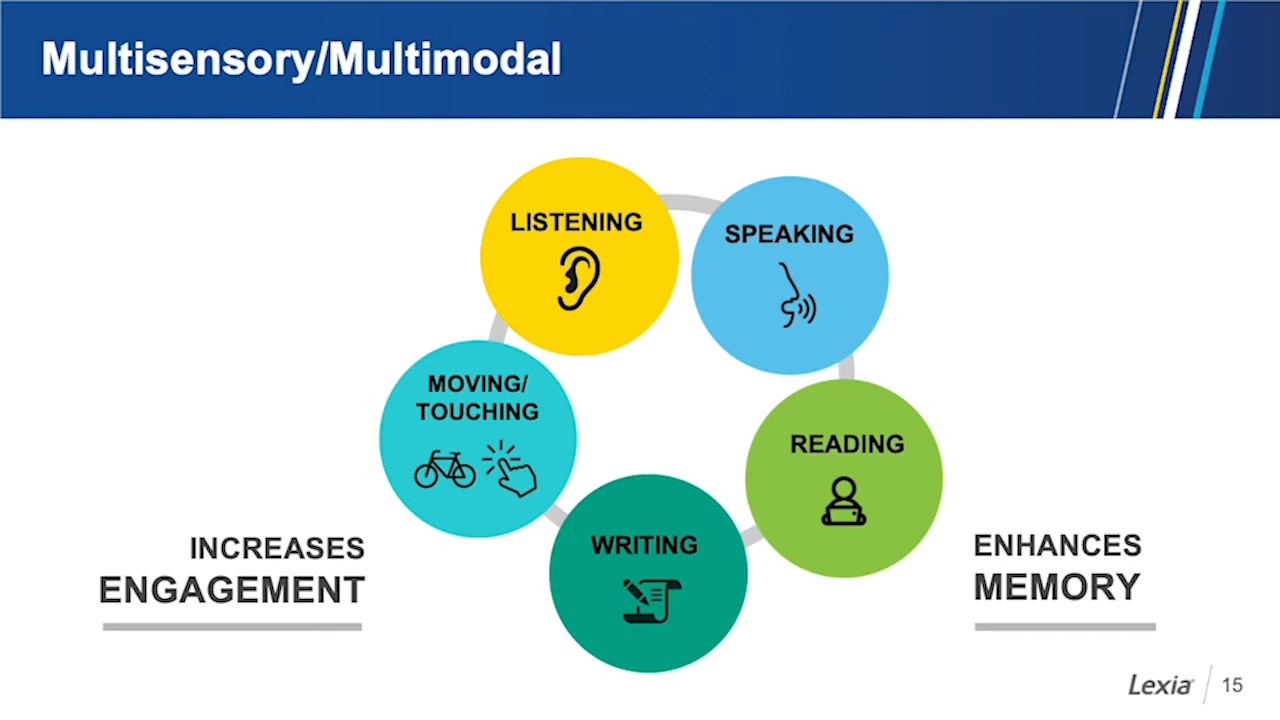 Multisensory/Multimodal
LISTENING
SPEAKING
MOVING/
TOUCHING
READING
WRITING
INCREASES
ENGAGEMENT
ENHANCES
MEMORY
Lexia
15